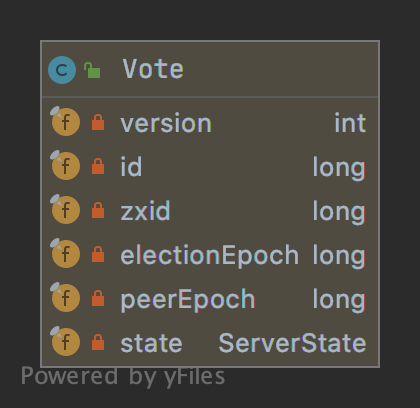 Vote
version int
id long
zxid long
electionEpoch long
peerEpoch long
state ServerState
Powered by yFiles